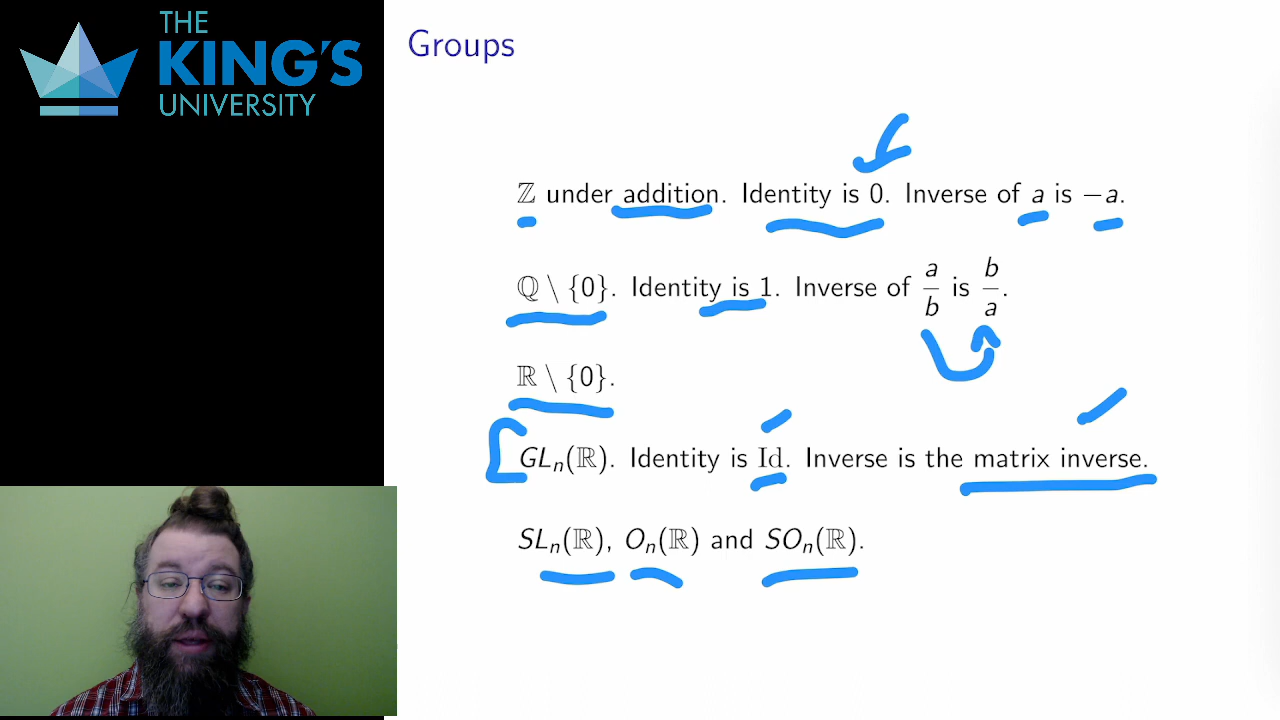 THE
KING'S
UNIVERSITY
Groups
ℤ under addition. Identity is 0. Inverse of a is −a.
ℚ \ {0}. Identity is 1. Inverse of a/b is b/a.
ℝ \ {0}.
GLₙ(ℝ). Identity is Id. Inverse is the matrix inverse.
SLₙ(ℝ), Oₙ(ℝ) and SOₙ(ℝ).